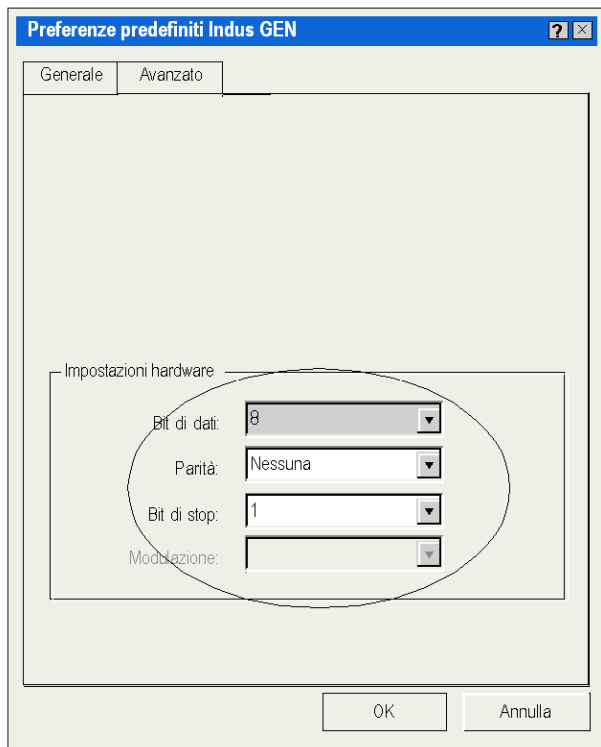 Preferenze predefiniti Indus GEN
Generale Avanzato
Impostazioni hardware
Bit di dati: 8
Parità: Nessuna
Bit di stop: 1
Modulazione:
OK Annulla